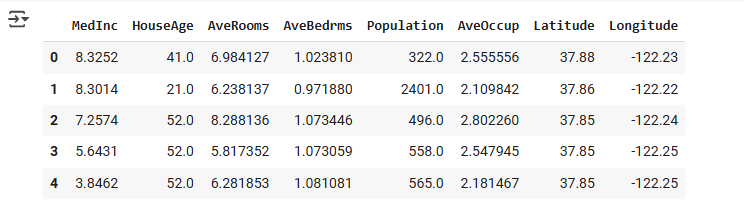 MedInc HouseAge AveRooms AveBedrms Population AveOccup Latitude Longitude
0 8.3252 41.0 6.984127 1.023810 322.0 2.555556 37.88 -122.23
1 8.3014 21.0 6.238137 0.971880 2401.0 2.109842 37.86 -122.22
2 7.2574 52.0 8.288136 1.073446 496.0 2.802260 37.85 -122.24
3 5.6431 52.0 5.817352 1.073059 558.0 2.547945 37.85 -122.25
4 3.8462 52.0 6.281853 1.081081 565.0 2.181467 37.85 -122.25